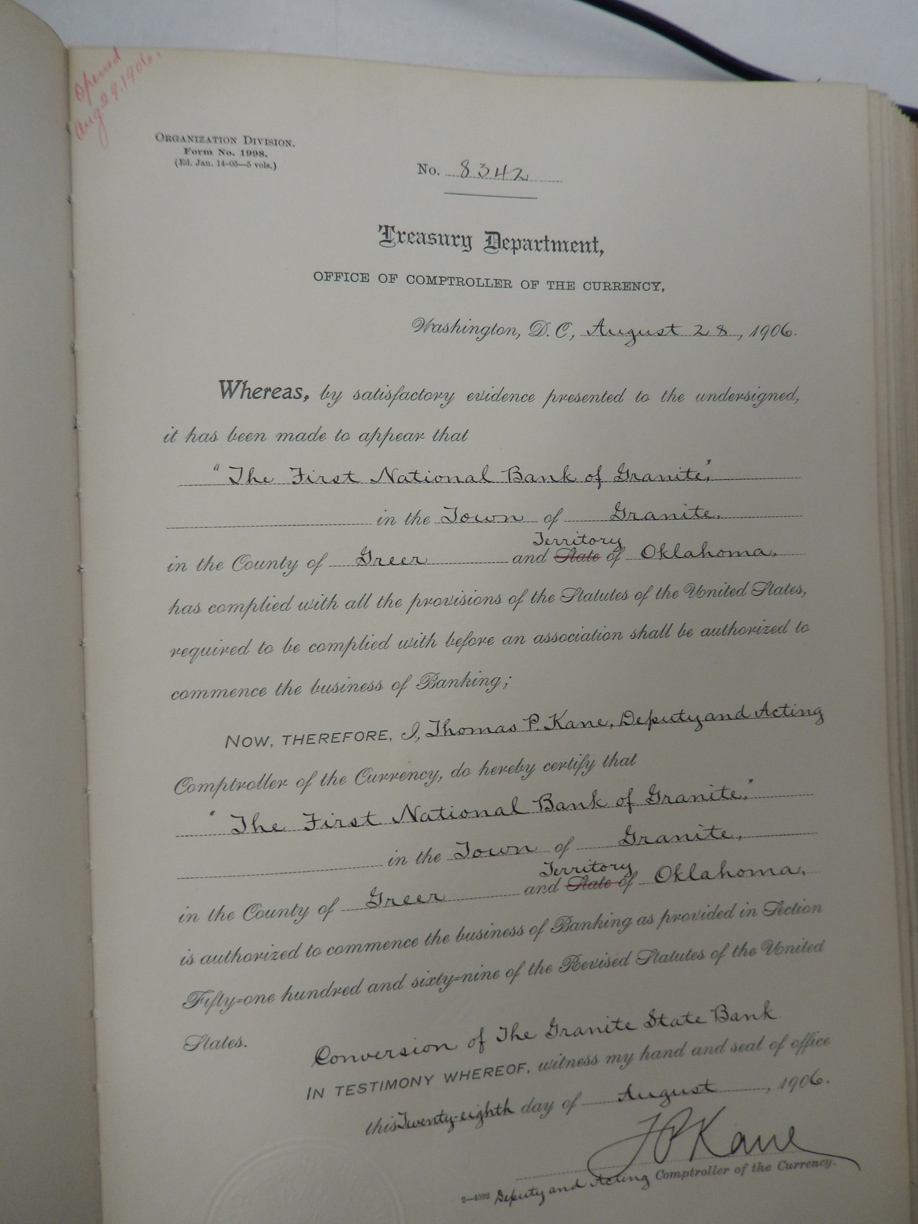 Opened
Aug 29, 1906.
ORGANIZATION DIVISION.
Form No. 1998.
(Ed. Jan. 14-05—5 vols.)
No. 8342
Treasury Department,
OFFICE OF COMPTROLLER OF THE CURRENCY,
Washington, D. C., August 28, 1906.
Whereas, by satisfactory evidence presented to the undersigned,
it has been made to appear that
"The First National Bank of Granite",
in the Town of Granite,
Territory
in the County of Greer and State of Oklahoma,
has complied with all the provisions of the Statutes of the United States,
required to be complied with before an association shall be authorized to
commence the business of Banking;
NOW, THEREFORE, I, Thomas P. Kane, Deputy and Acting
Comptroller of the Currency, do hereby certify that
"The First National Bank of Granite,"
in the Town of Granite,
Territory
in the County of Greer and State of Oklahoma,
is authorized to commence the business of Banking as provided in Section
Fifty-one hundred and sixty-nine of the Revised Statutes of the United
States.
Conversion of The Granite State Bank
IN TESTIMONY WHEREOF, witness my hand and seal of office
this Twenty-eighth day of August, 1906.
T P Kane
Deputy and Acting Comptroller of the Currency.